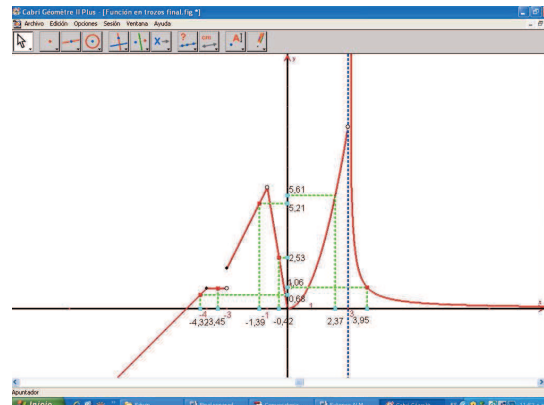 Cabri Géomètre II Plus - [Función en trozos final.fig *]
Archivo Edición Opciones Sesión Ventana Ayuda
y
5,61
5,21
2,53
1,06
0,68
-4 -3 -1 1 3
-4,32 3,45 -1,39 -0,42 2,37 3,95
Apuntador
Inicio